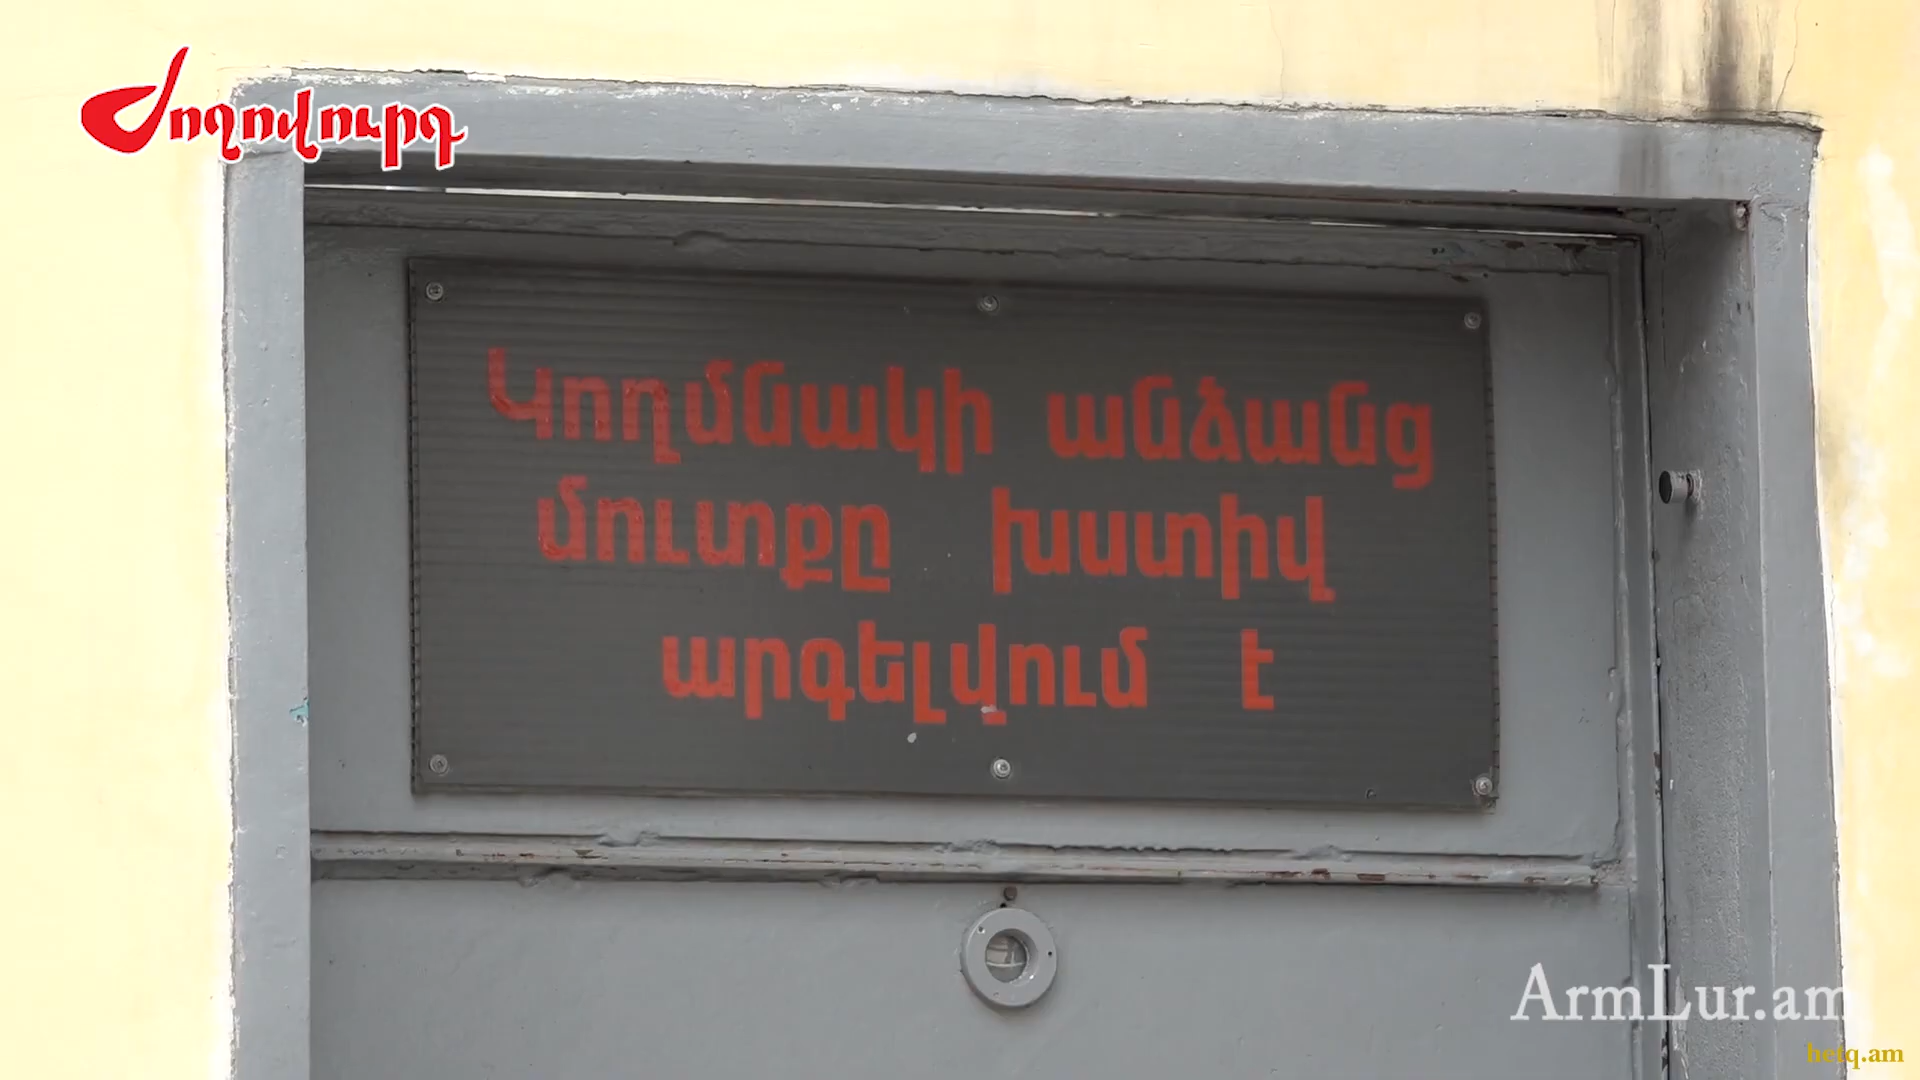 Ժողովուրդ
Կողմնակի անձանց
մուտքը խստիվ
արգելվում է
ArmLur.am
hetq.am